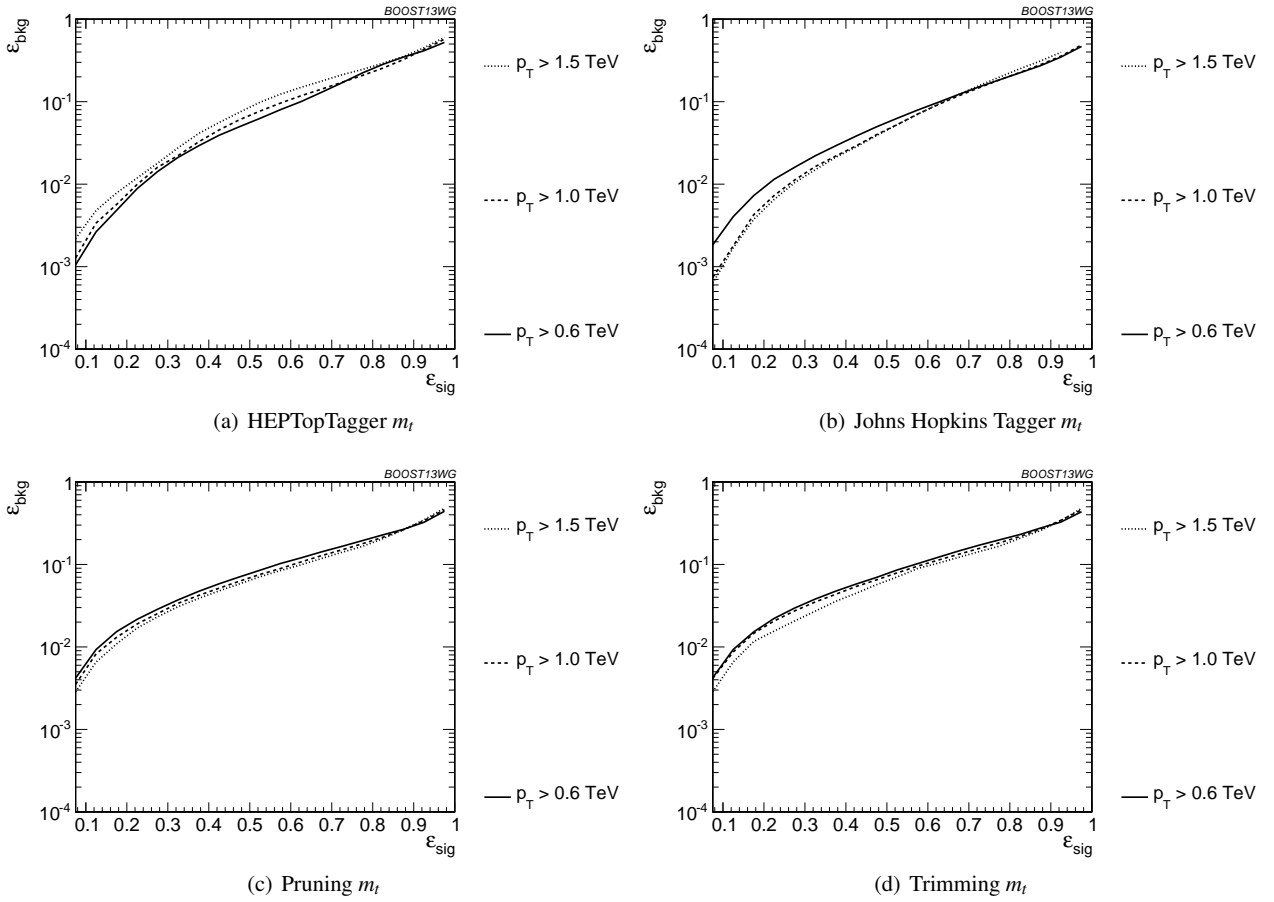 BOOST13WG
ε_bkg
1
10^-1
10^-2
10^-3
10^-4
0.1 0.2 0.3 0.4 0.5 0.6 0.7 0.8 0.9 1
ε_sig
p_T > 1.5 TeV
p_T > 1.0 TeV
p_T > 0.6 TeV
(a) HEPTopTagger m_t
BOOST13WG
ε_bkg
1
10^-1
10^-2
10^-3
10^-4
0.1 0.2 0.3 0.4 0.5 0.6 0.7 0.8 0.9 1
ε_sig
p_T > 1.5 TeV
p_T > 1.0 TeV
p_T > 0.6 TeV
(b) Johns Hopkins Tagger m_t
BOOST13WG
ε_bkg
1
10^-1
10^-2
10^-3
10^-4
0.1 0.2 0.3 0.4 0.5 0.6 0.7 0.8 0.9 1
ε_sig
p_T > 1.5 TeV
p_T > 1.0 TeV
p_T > 0.6 TeV
(c) Pruning m_t
BOOST13WG
ε_bkg
1
10^-1
10^-2
10^-3
10^-4
0.1 0.2 0.3 0.4 0.5 0.6 0.7 0.8 0.9 1
ε_sig
p_T > 1.5 TeV
p_T > 1.0 TeV
p_T > 0.6 TeV
(d) Trimming m_t